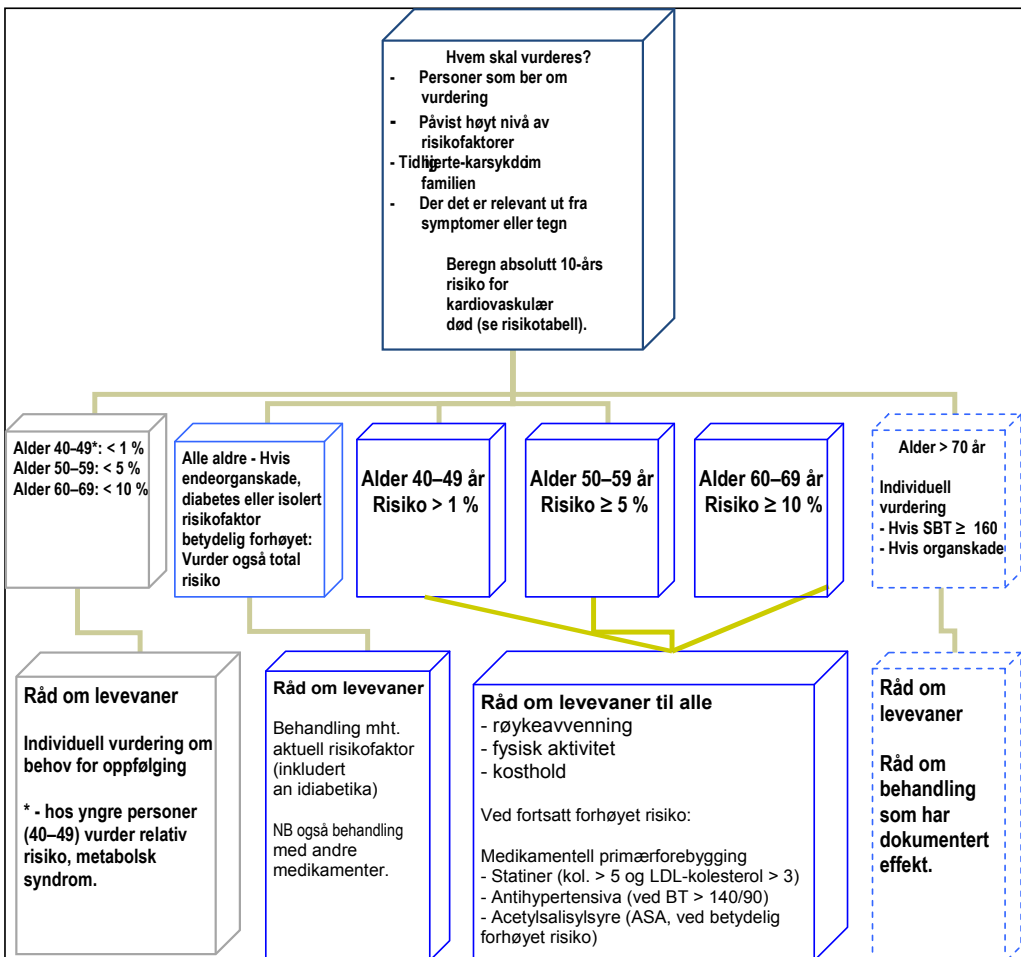 Hvem skal vurderes?
- Personer som ber om
vurdering
- Påvist høyt nivå av
risikofaktorer
- Tidlig hjerte-karsykdom i
familien
- Der det er relevant ut fra
symptomer eller tegn
Beregn absolutt 10-års
risiko for
kardiovaskulær
død (se risikotabell).
Alder 40–49*: < 1 %
Alder 50–59: < 5 %
Alder 60–69: < 10 %
Alle aldre - Hvis
endeorganskade,
diabetes eller isolert
risikofaktor
betydelig forhøyet:
Vurder også total
risiko
Alder 40–49 år
Risiko > 1 %
Alder 50–59 år
Risiko ≥ 5 %
Alder 60–69 år
Risiko ≥ 10 %
Alder > 70 år
Individuell
vurdering
- Hvis SBT ≥ 160
- Hvis organskade
Råd om levevaner
Individuell vurdering om
behov for oppfølging
* - hos yngre personer
(40–49) vurder relativ
risiko, metabolsk
syndrom.
Råd om levevaner
Behandling mht.
aktuell risikofaktor
(inkludert
an idiabetika)
NB også behandling
med andre
medikamenter.
Råd om levevaner til alle
- røykeavvenning
- fysisk aktivitet
- kosthold
Ved fortsatt forhøyet risiko:
Medikamentell primærforebygging
- Statiner (kol. > 5 og LDL-kolesterol > 3)
- Antihypertensiva (ved BT > 140/90)
- Acetylsalisylsyre (ASA, ved betydelig
forhøyet risiko)
Råd om
levevaner
Råd om
behandling
som har
dokumentert
effekt.